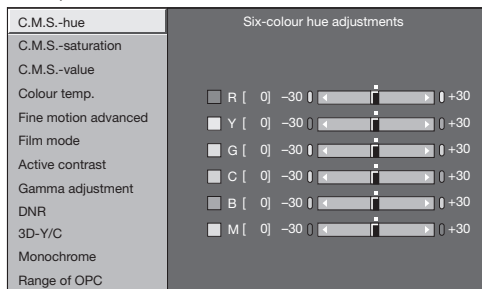 C.M.S.-hue
C.M.S.-saturation
C.M.S.-value
Colour temp.
Fine motion advanced
Film mode
Active contrast
Gamma adjustment
DNR
3D-Y/C
Monochrome
Range of OPC
Six-colour hue adjustments
R [ 0] –30 +30
Y [ 0] –30 +30
G [ 0] –30 +30
C [ 0] –30 +30
B [ 0] –30 +30
M [ 0] –30 +30